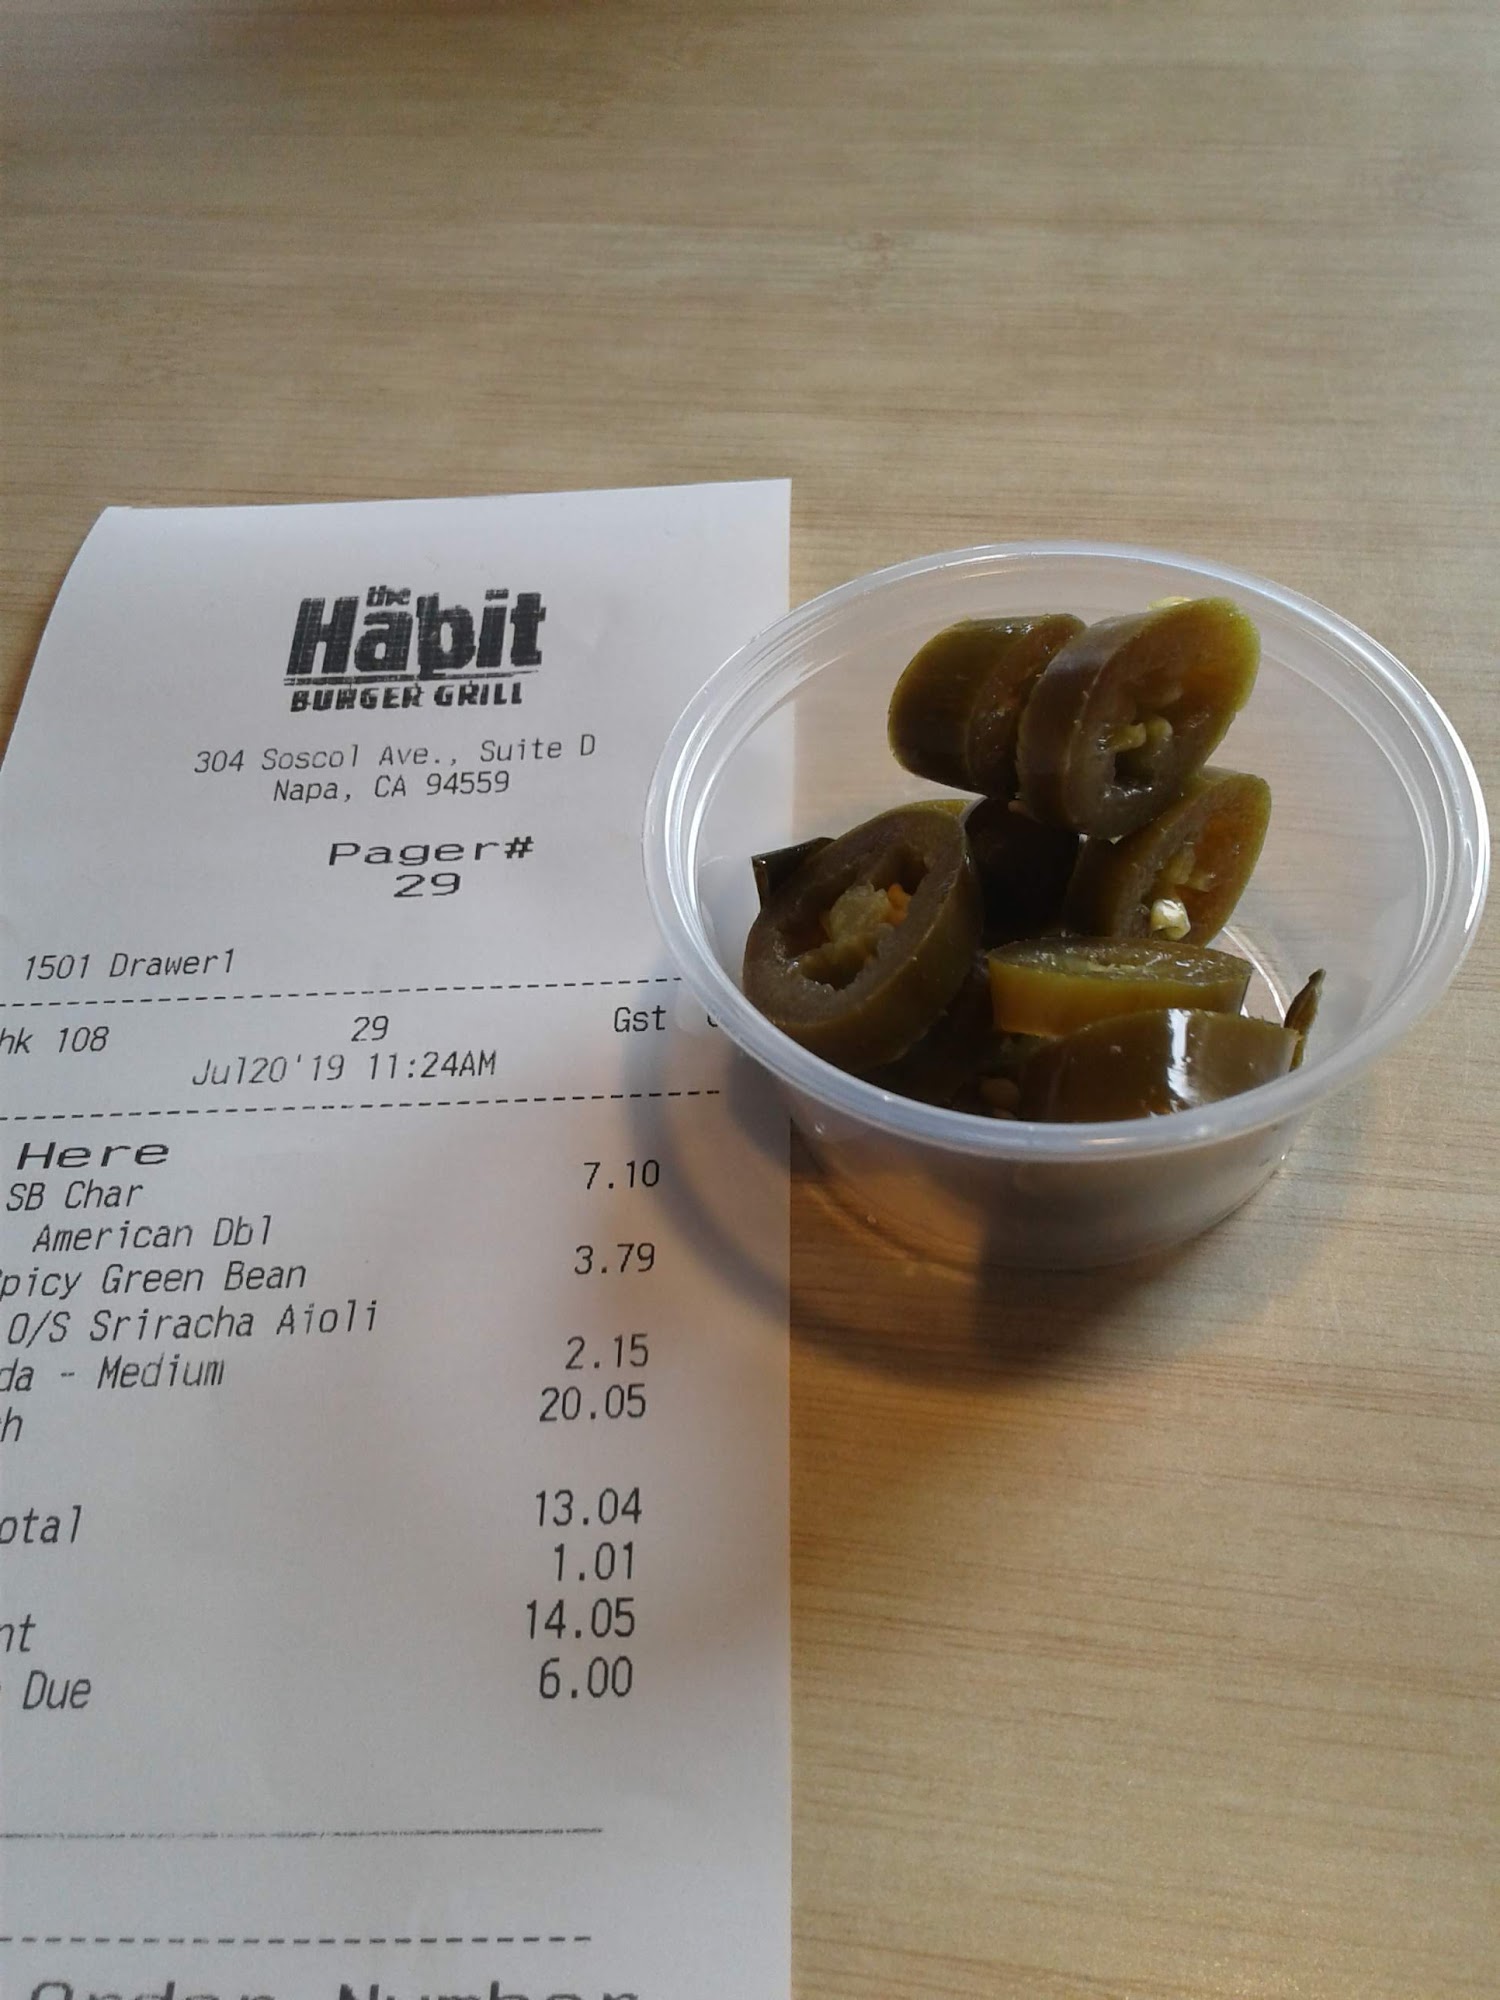 the
Habit
BURGER GRILL
304 Soscol Ave., Suite D
Napa, CA 94559
Pager#
29
1501 Drawer1
hk 108 29 Gst
Jul20'19 11:24AM
Here
SB Char 7.10
American Dbl
picy Green Bean 3.79
O/S Sriracha Aioli
da - Medium 2.15
h 20.05
otal 13.04
1.01
nt 14.05
Due 6.00
Order Number